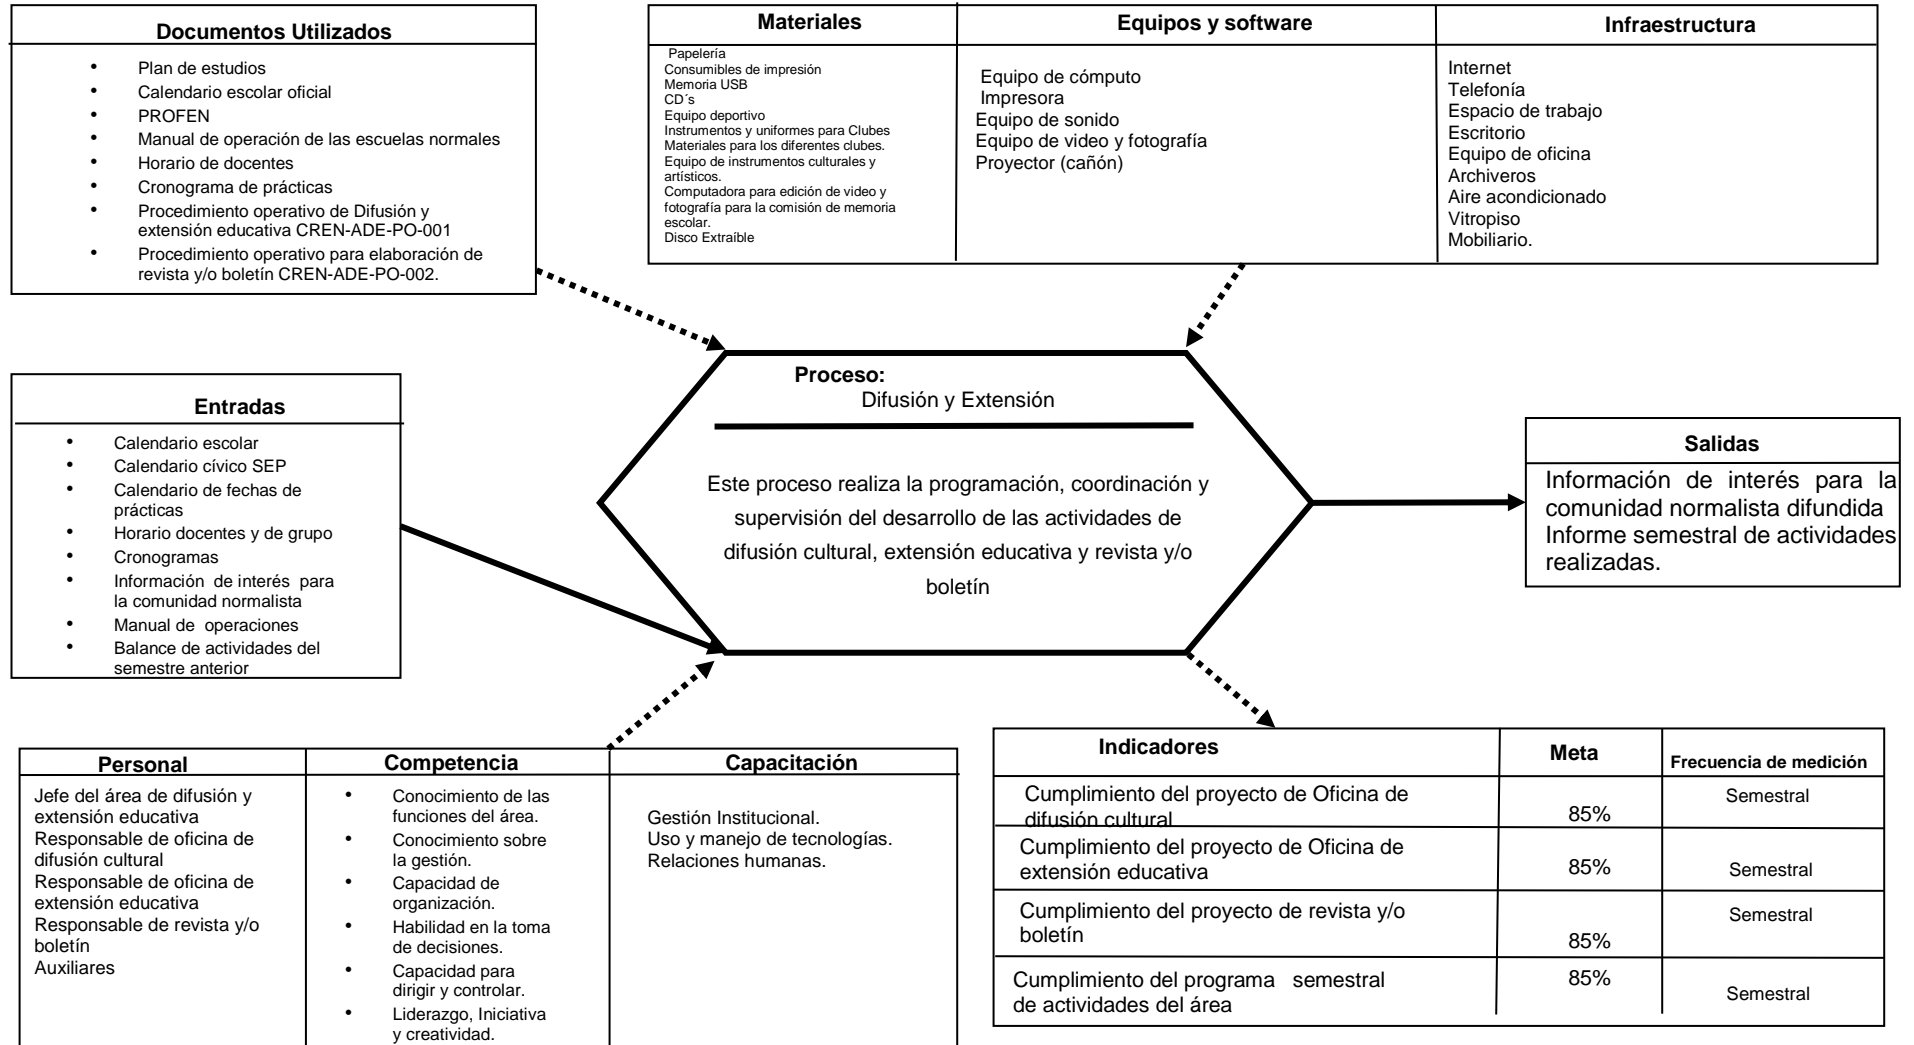 Documentos Utilizados
• Plan de estudios
• Calendario escolar oficial
• PROFEN
• Manual de operación de las escuelas normales
• Horario de docentes
• Cronograma de prácticas
• Procedimiento operativo de Difusión y
extensión educativa CREN-ADE-PO-001
• Procedimiento operativo para elaboración de
revista y/o boletín CREN-ADE-PO-002.
Materiales
Papelería
Consumibles de impresión
Memoria USB
CD´s
Equipo deportivo
Instrumentos y uniformes para Clubes
Materiales para los diferentes clubes.
Equipo de instrumentos culturales y
artísticos.
Computadora para edición de video y
fotografía para la comisión de memoria
escolar.
Disco Extraíble
Equipos y software
Equipo de cómputo
Impresora
Equipo de sonido
Equipo de video y fotografía
Proyector (cañón)
Infraestructura
Internet
Telefonía
Espacio de trabajo
Escritorio
Equipo de oficina
Archiveros
Aire acondicionado
Vitropiso
Mobiliario.
Entradas
• Calendario escolar
• Calendario cívico SEP
• Calendario de fechas de
prácticas
• Horario docentes y de grupo
• Cronogramas
• Información de interés para
la comunidad normalista
• Manual de operaciones
• Balance de actividades del
semestre anterior
Proceso:
Difusión y Extensión
Este proceso realiza la programación, coordinación y
supervisión del desarrollo de las actividades de
difusión cultural, extensión educativa y revista y/o
boletín
Salidas
Información de interés para la
comunidad normalista difundida
Informe semestral de actividades
realizadas.
Personal
Jefe del área de difusión y
extensión educativa
Responsable de oficina de
difusión cultural
Responsable de oficina de
extensión educativa
Responsable de revista y/o
boletín
Auxiliares
Competencia
• Conocimiento de las
funciones del área.
• Conocimiento sobre
la gestión.
• Capacidad de
organización.
• Habilidad en la toma
de decisiones.
• Capacidad para
dirigir y controlar.
• Liderazgo, Iniciativa
y creatividad.
Capacitación
Gestión Institucional.
Uso y manejo de tecnologías.
Relaciones humanas.
Indicadores Meta Frecuencia de medición
Cumplimiento del proyecto de Oficina de
difusión cultural 85% Semestral
Cumplimiento del proyecto de Oficina de
extensión educativa 85% Semestral
Cumplimiento del proyecto de revista y/o
boletín 85% Semestral
Cumplimiento del programa semestral
de actividades del área 85% Semestral